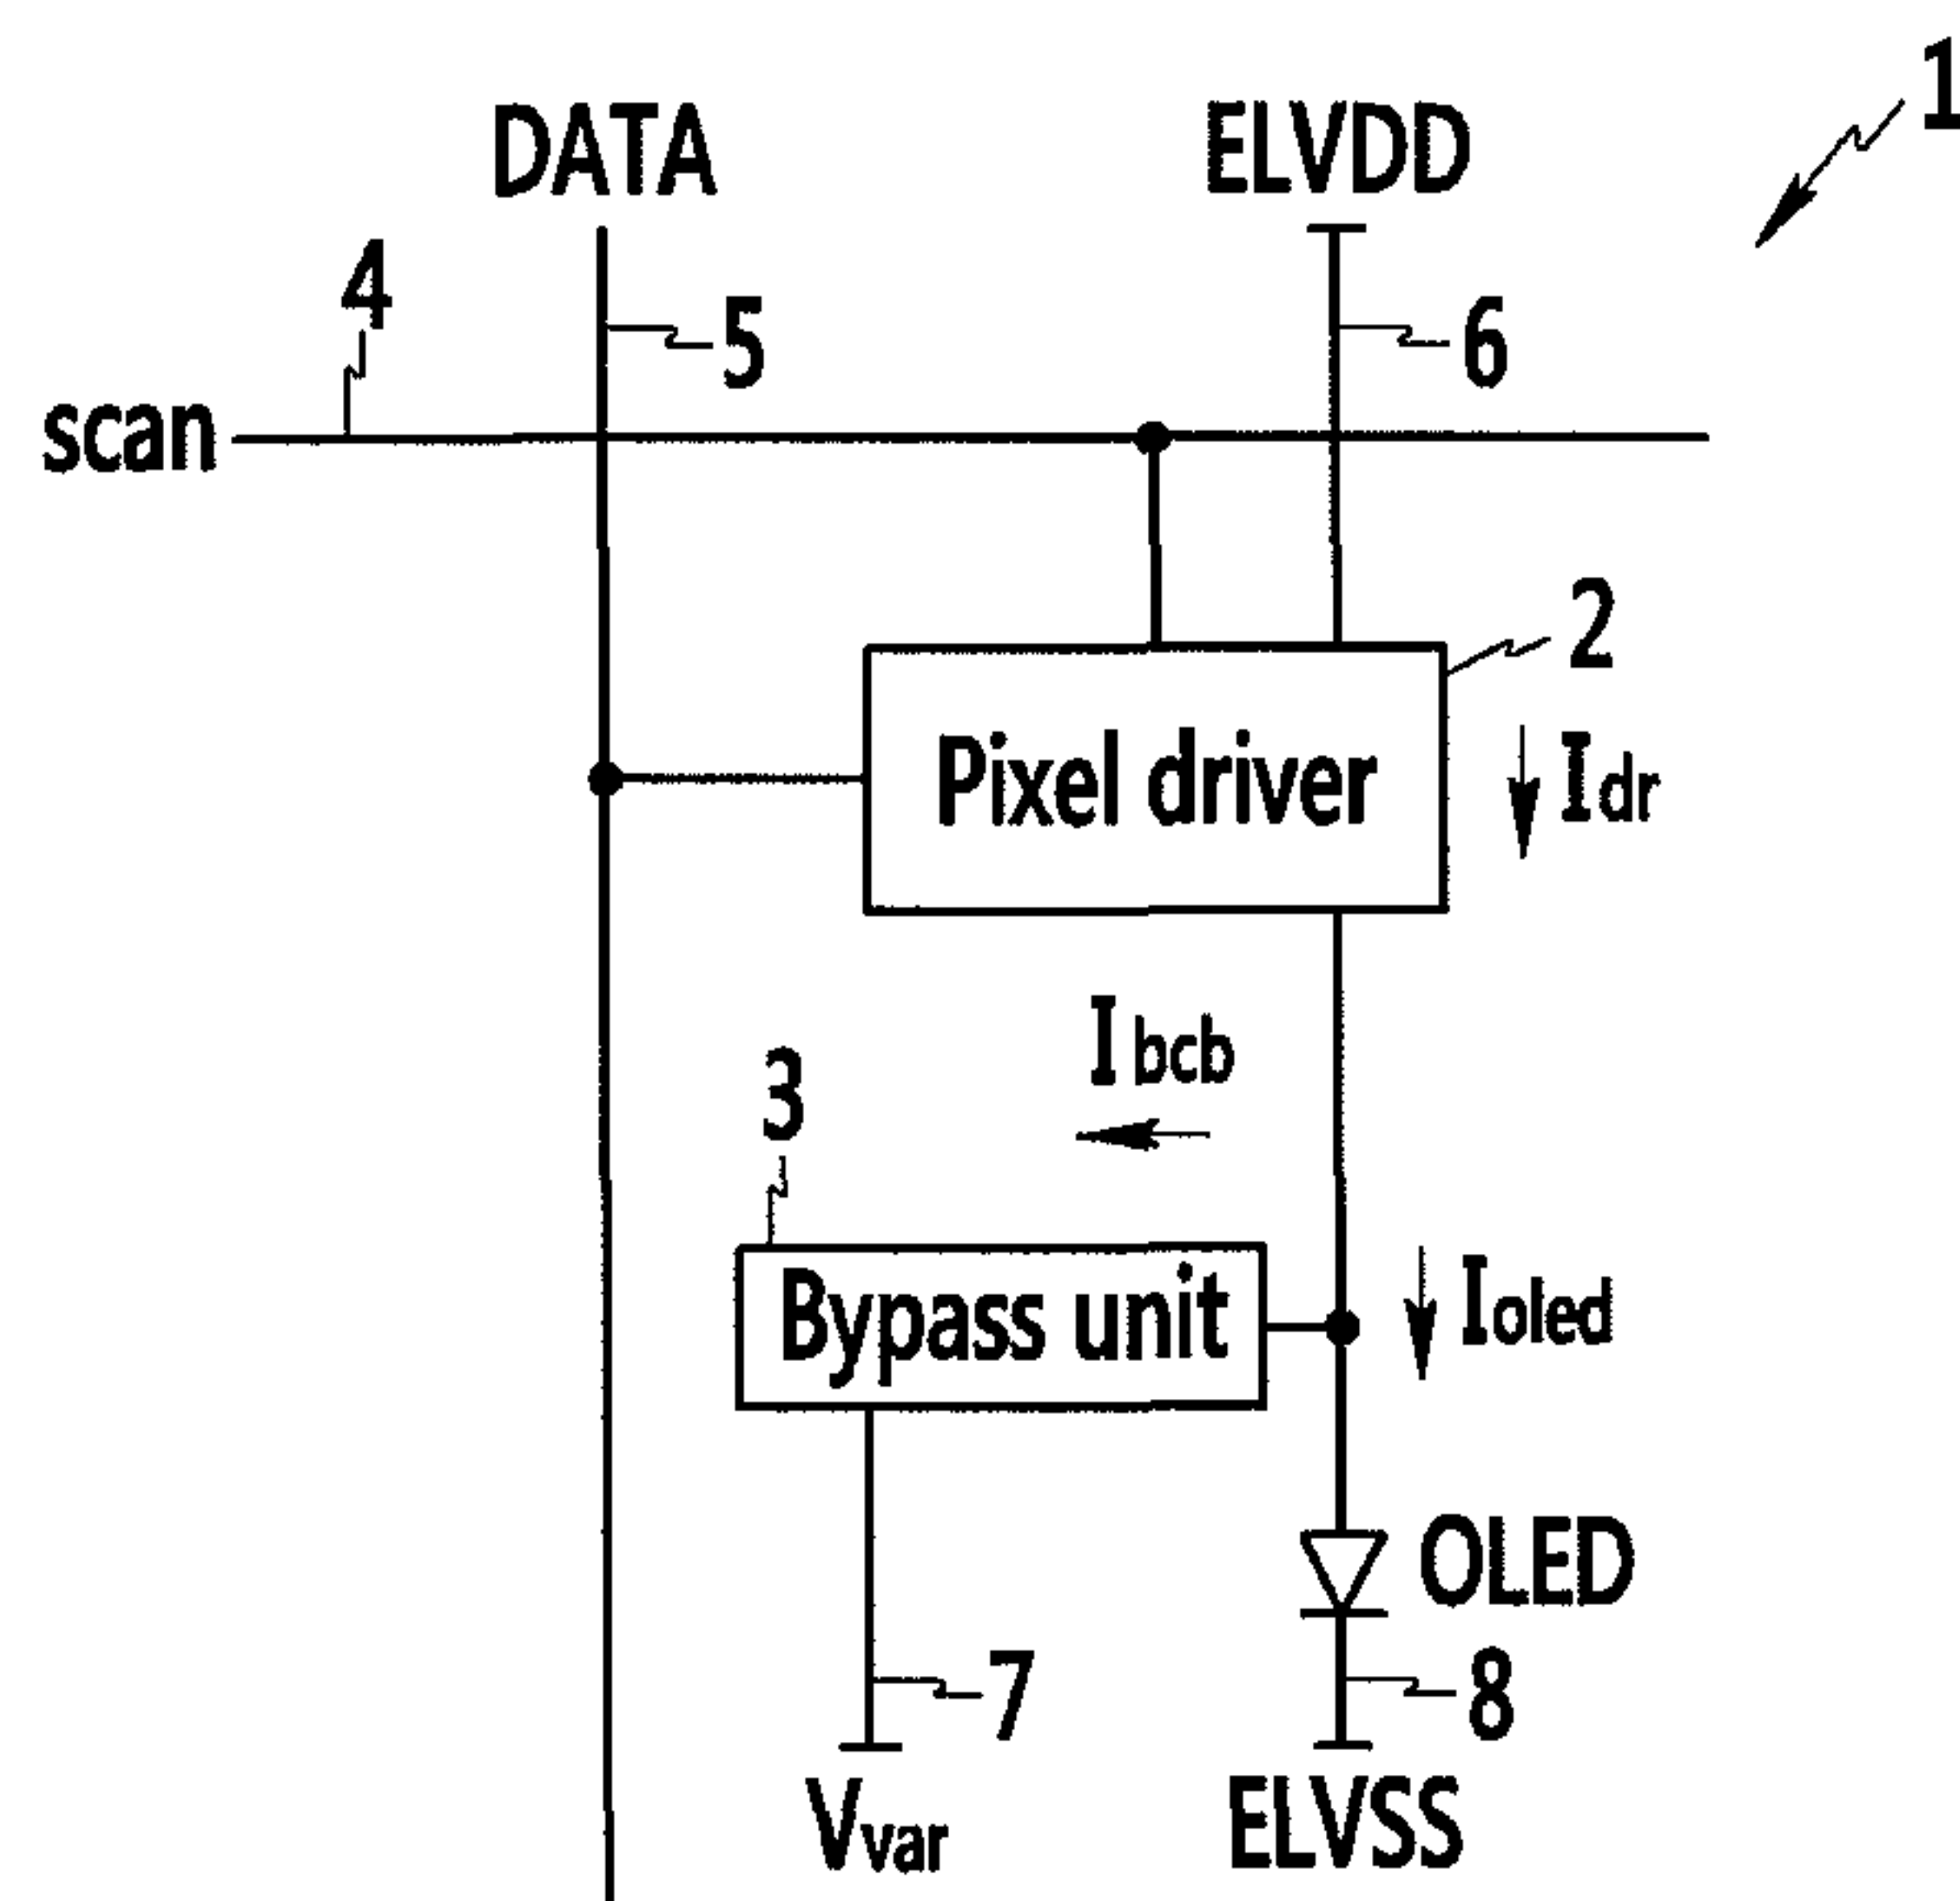 1
DATA
ELVDD
4
5
6
scan
2
Pixel driver
Idr
Ibcb
3
Bypass unit
Ioled
OLED
7
8
Vvar
ELVSS